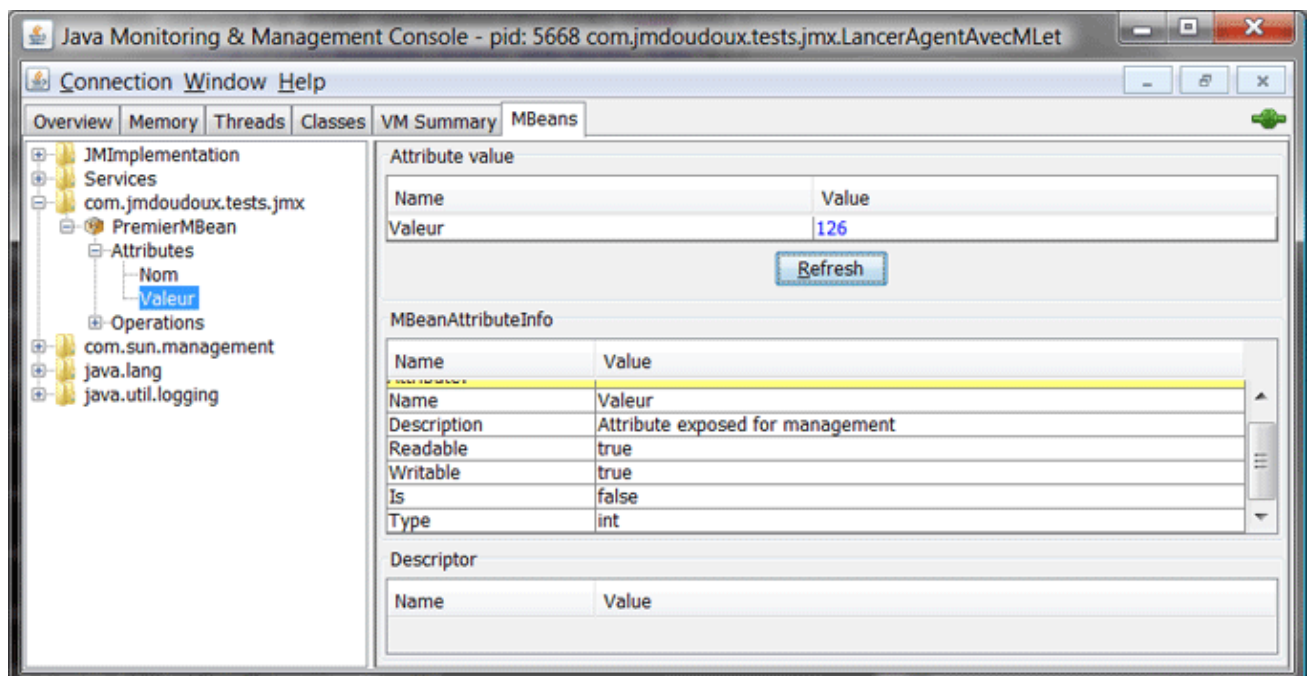 Java Monitoring & Management Console - pid: 5668 com.jmdoudoux.tests.jmx.LancerAgentAvecMLet
Connection Window Help
Overview Memory Threads Classes VM Summary MBeans
JMImplementation
Services
com.jmdoudoux.tests.jmx
PremierMBean
Attributes
Nom
Valeur
Operations
com.sun.management
java.lang
java.util.logging
Attribute value
Name Value
Valeur 126
Refresh
MBeanAttributeInfo
Name Value
Name Valeur
Description Attribute exposed for management
Readable true
Writable true
Is false
Type int
Descriptor
Name Value